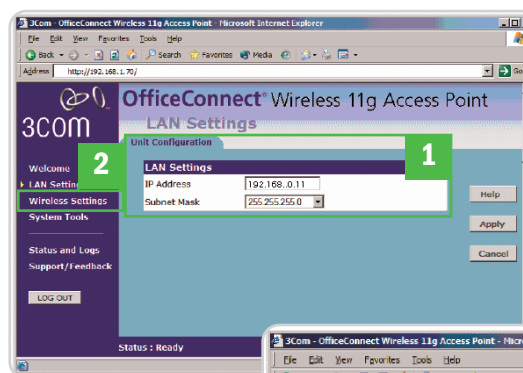 3Com - OfficeConnect Wireless 11g Access Point - Microsoft Internet Explorer
File Edit View Favorites Tools Help
Back Search Favorites Media
Address http://192.168.1.70/ Go
3COM
OfficeConnect® Wireless 11g Access Point
LAN Settings
Unit Configuration
1
2
LAN Settings
IP Address 192.168..0.11
Subnet Mask 255.255.255.0
Welcome
LAN Settin
Wireless Settings
System Tools
Status and Logs
Support/Feedback
LOG OUT
Help
Apply
Cancel
Status : Ready
3Com - OfficeConnect Wireless 11g Access Point - Micr
File Edit View Favorites Tools Help